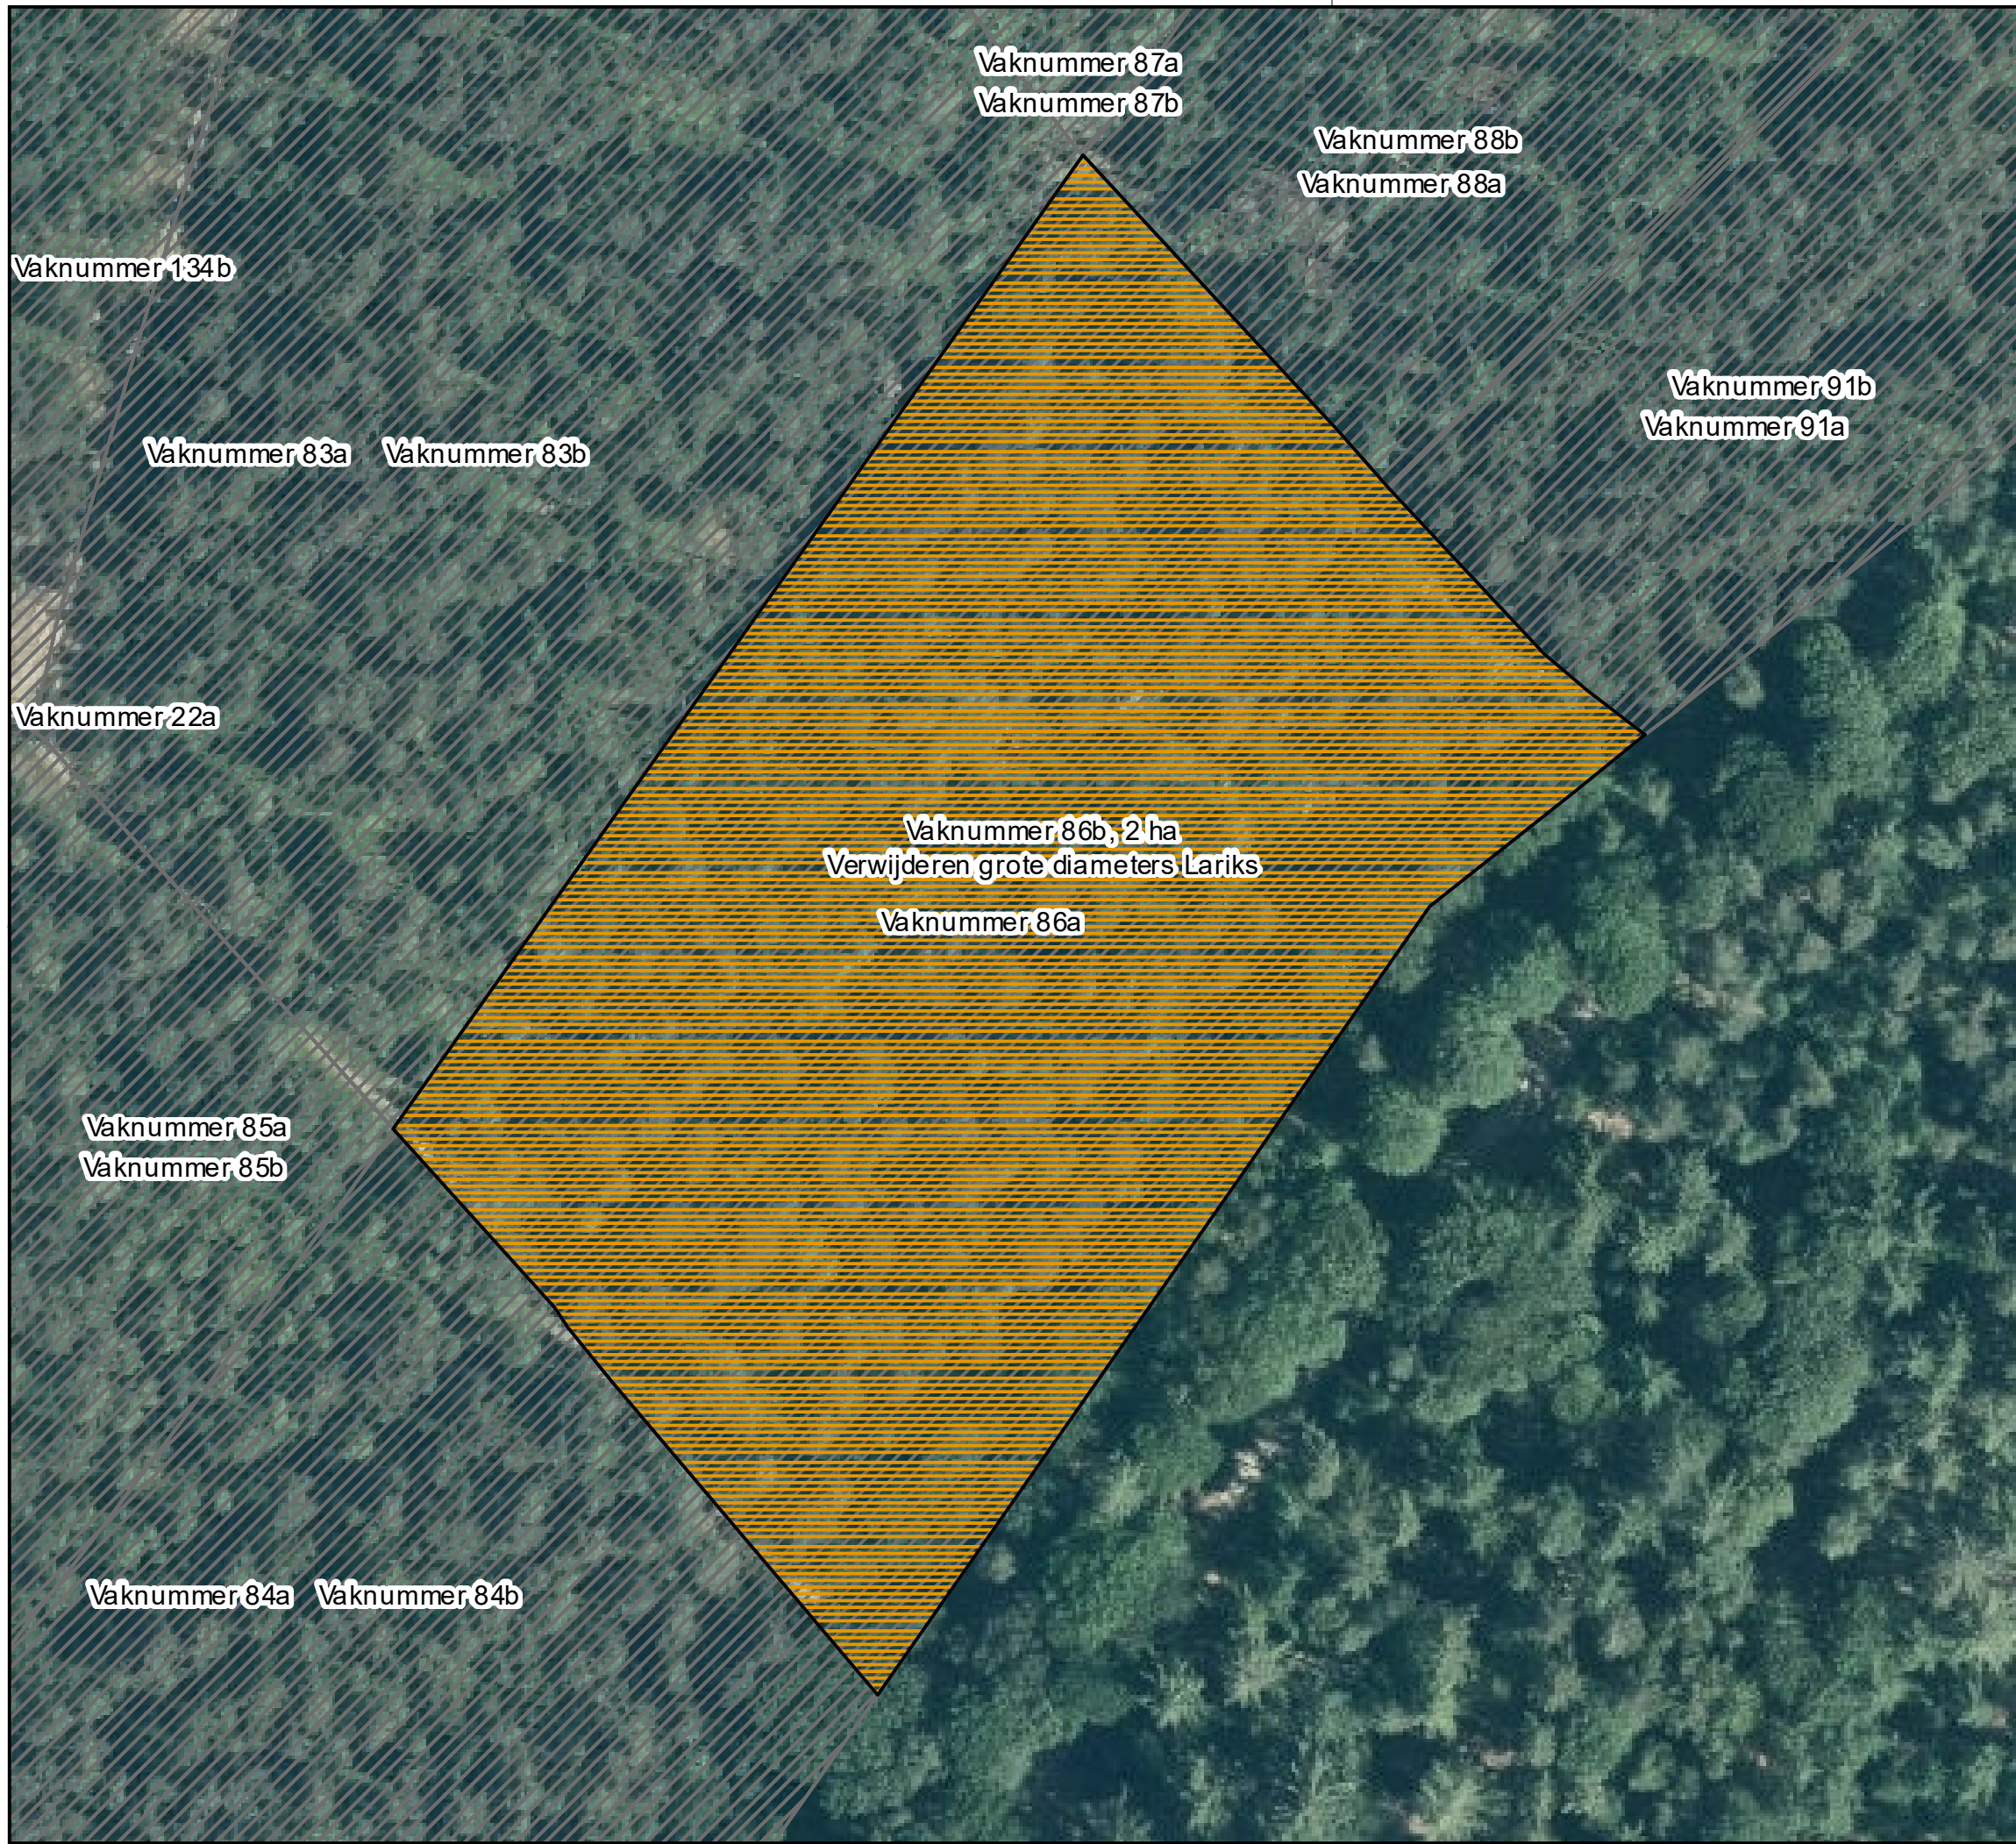 Vaknummer 87a
Vaknummer 87b
Vaknummer 88b
Vaknummer 88a
Vaknummer 134b
Vaknummer 91b
Vaknummer 91a
Vaknummer 83a
Vaknummer 83b
Vaknummer 22a
Vaknummer 86b, 2 ha
Verwijderen grote diameters Lariks
Vaknummer 86a
Vaknummer 85a
Vaknummer 85b
Vaknummer 84a
Vaknummer 84b